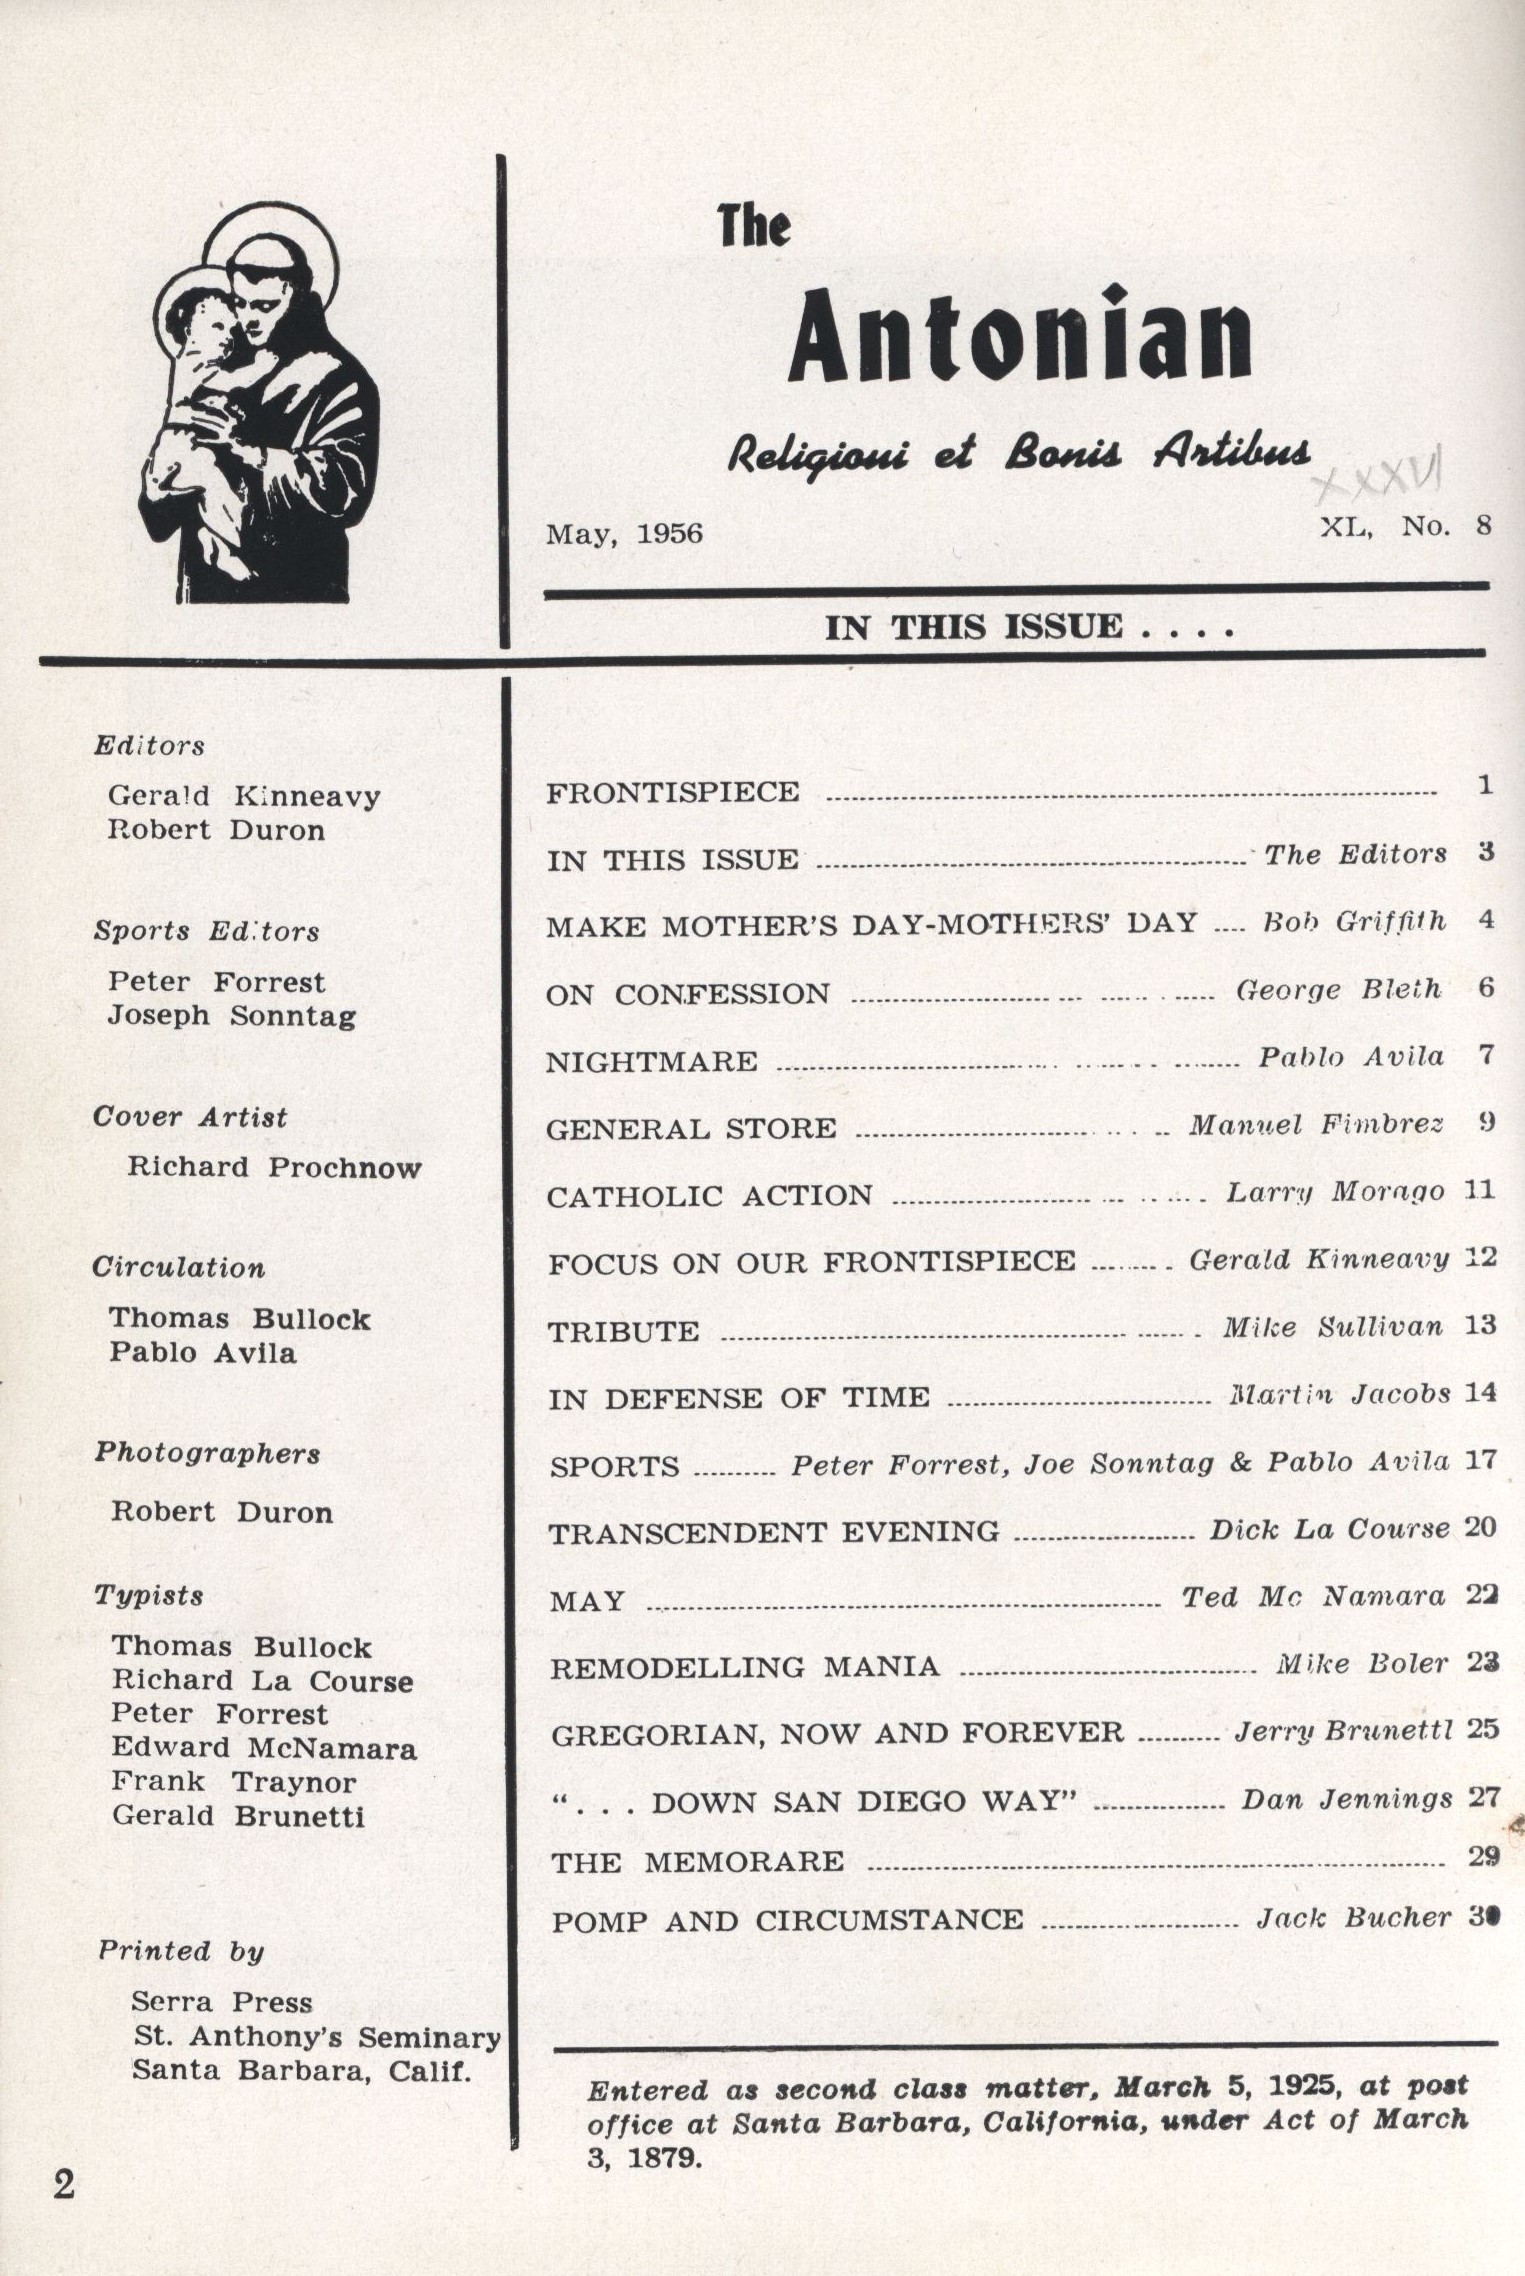 The
Antonian
Religioni et Bonis Artibus
XXXVI
May, 1956 XL, No. 8
IN THIS ISSUE . . . .
Editors
Gerald Kinneavy
Robert Duron
Sports Editors
Peter Forrest
Joseph Sonntag
Cover Artist
Richard Prochnow
Circulation
Thomas Bullock
Pablo Avila
Photographers
Robert Duron
Typists
Thomas Bullock
Richard La Course
Peter Forrest
Edward McNamara
Frank Traynor
Gerald Brunetti
Printed by
Serra Press
St. Anthony's Seminary
Santa Barbara, Calif.
FRONTISPIECE 1
IN THIS ISSUE The Editors 3
MAKE MOTHER'S DAY-MOTHERS' DAY Bob Griffith 4
ON CONFESSION George Bleth 6
NIGHTMARE Pablo Avila 7
GENERAL STORE Manuel Fimbrez 9
CATHOLIC ACTION Larry Morago 11
FOCUS ON OUR FRONTISPIECE Gerald Kinneavy 12
TRIBUTE Mike Sullivan 13
IN DEFENSE OF TIME Martin Jacobs 14
SPORTS Peter Forrest, Joe Sonntag & Pablo Avila 17
TRANSCENDENT EVENING Dick La Course 20
MAY Ted Mc Namara 22
REMODELLING MANIA Mike Boler 23
GREGORIAN, NOW AND FOREVER Jerry Brunettl 25
". . . DOWN SAN DIEGO WAY" Dan Jennings 27
THE MEMORARE 29
POMP AND CIRCUMSTANCE Jack Bucher 30
Entered as second class matter, March 5, 1925, at post
office at Santa Barbara, California, under Act of March
3, 1879.
2